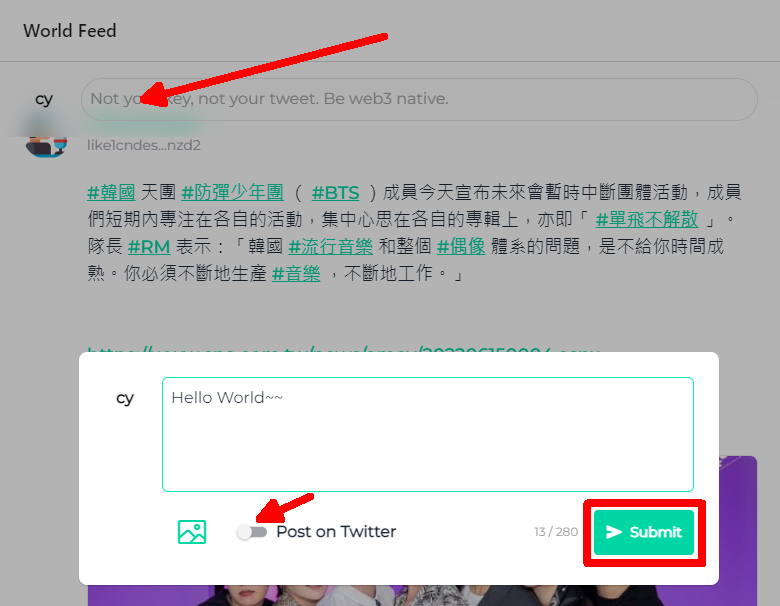 World Feed
cy
Not yo key, not your tweet. Be web3 native.
like1cndes...nzd2
#韓國 天團 #防彈少年團 ( #BTS ) 成員今天宣布未來會暫時中斷團體活動，成員
們短期內專注在各自的活動，集中心思在各自的專輯上，亦即「 #單飛不解散 」。
隊長 #RM 表示：「韓國 #流行音樂 和整個 #偶像 體系的問題，是不給你時間成
熟。你必須不斷地生產 #音樂 ，不斷地工作。」
cy
Hello World~~
Post on Twitter
13 / 280
Submit